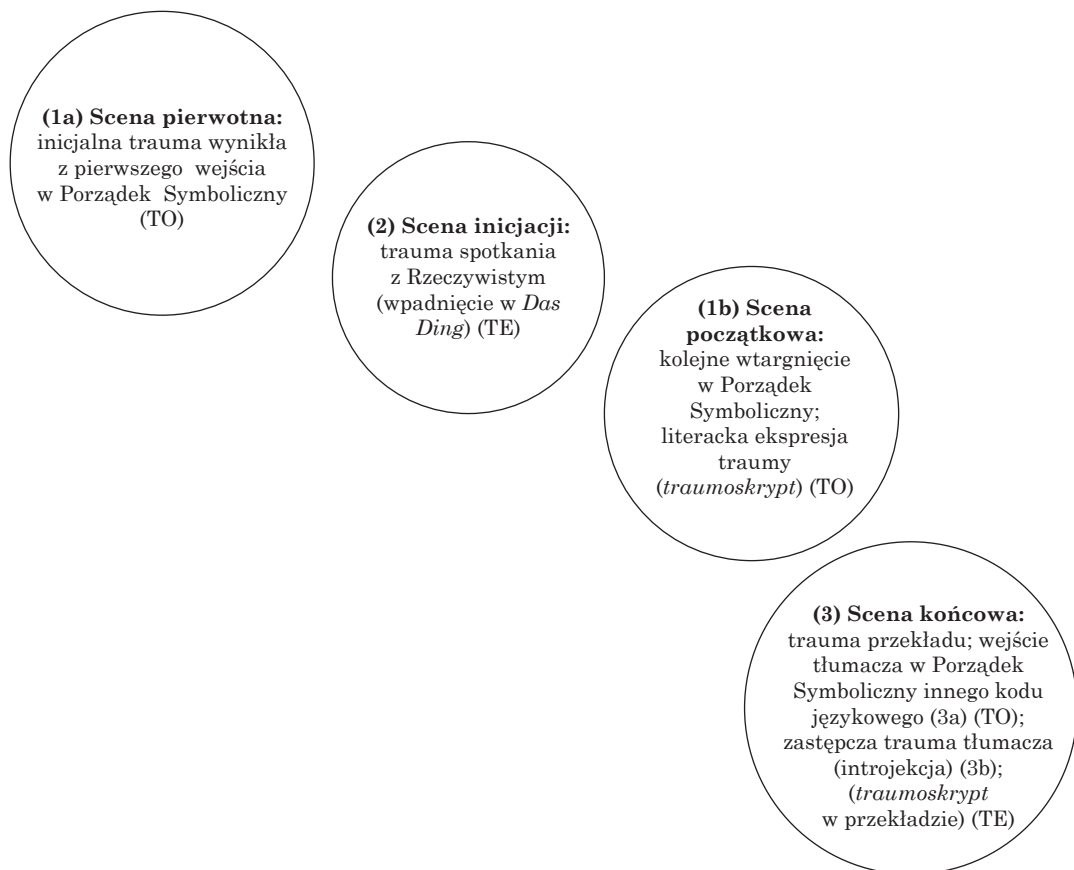 (1a) Scena pierwotna:
inicjalna trauma wynikła
z pierwszego wejścia
w Porządek Symboliczny
(TO)
(2) Scena inicjacji:
trauma spotkania
z Rzeczywistym
(wpadnięcie w Das
Ding) (TE)
(1b) Scena
początkowa:
kolejne wtargnięcie
w Porządek
Symboliczny;
literacka ekspresja
traumy
(traumoskrypt) (TO)
(3) Scena końcowa:
trauma przekładu; wejście
tłumacza w Porządek
Symboliczny innego kodu
językowego (3a) (TO);
zastępcza trauma tłumacza
(introjekcja) (3b);
(traumoskrypt
w przekładzie) (TE)